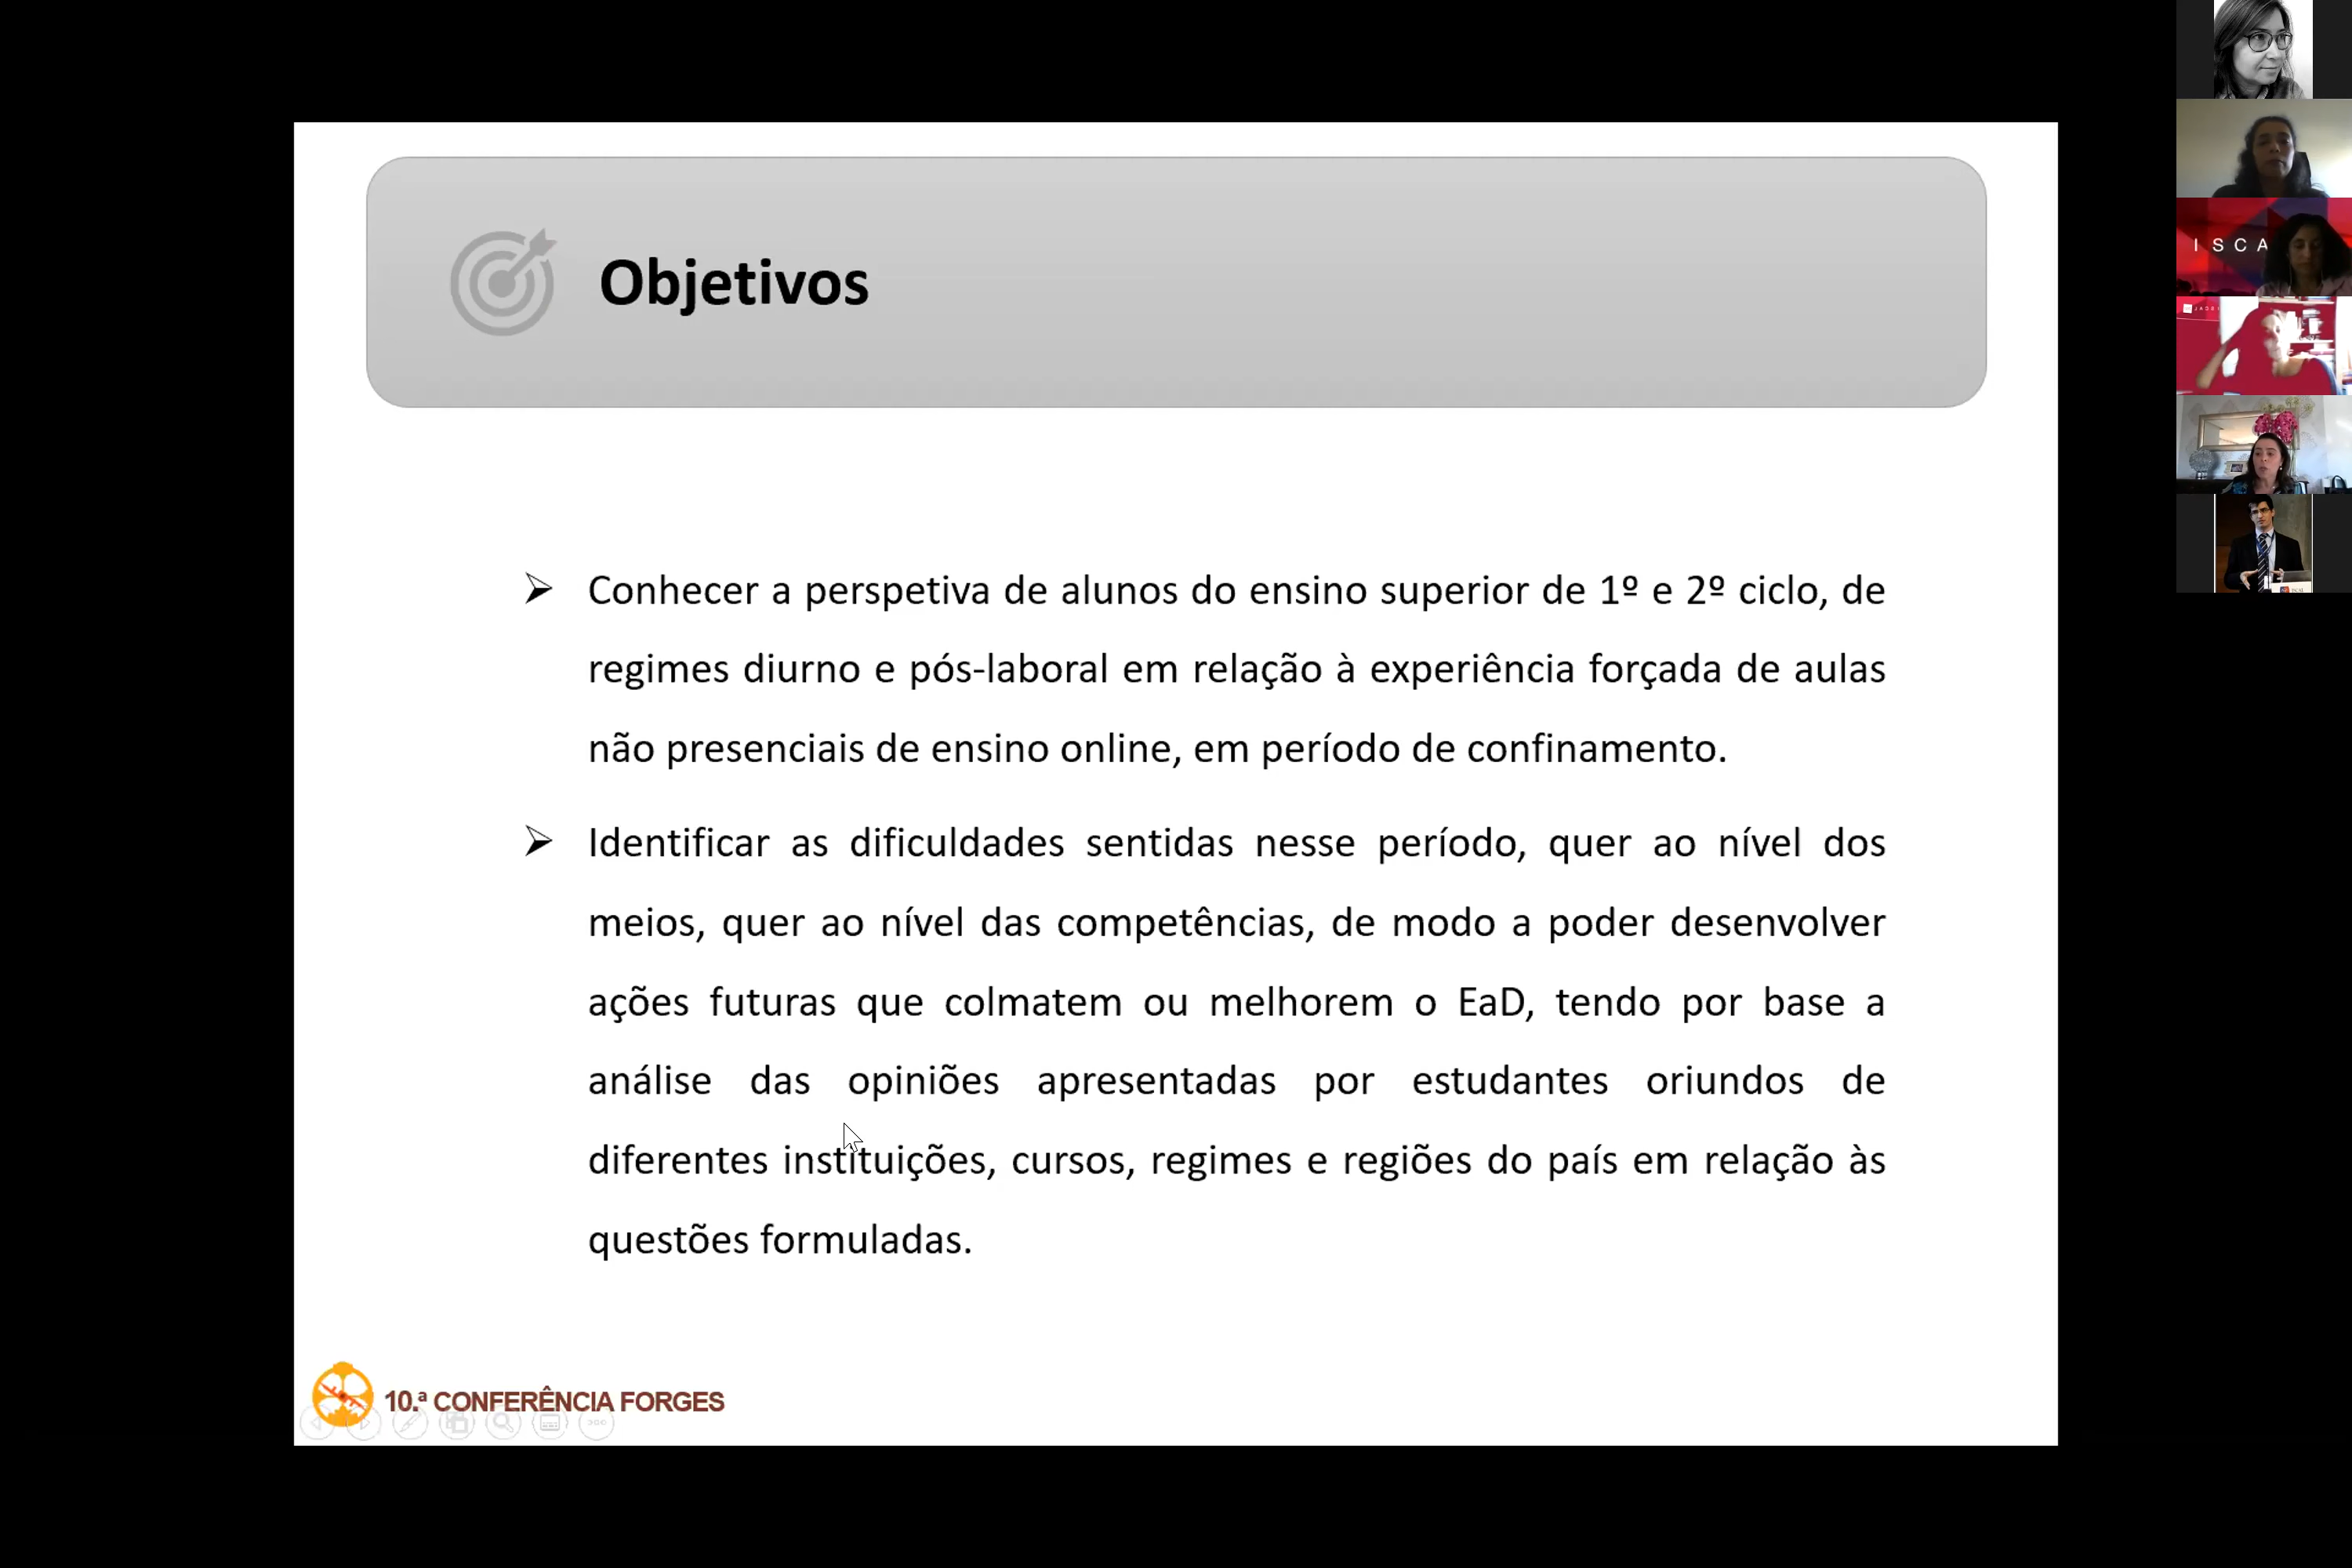 Objetivos
Conhecer a perspetiva de alunos do ensino superior de 1º e 2º ciclo, de
regimes diurno e pós-laboral em relação à experiência forçada de aulas
não presenciais de ensino online, em período de confinamento.
Identificar as dificuldades sentidas nesse período, quer ao nível dos
meios, quer ao nível das competências, de modo a poder desenvolver
ações futuras que colmatem ou melhorem o EaD, tendo por base a
análise das opiniões apresentadas por estudantes oriundos de
diferentes instituições, cursos, regimes e regiões do país em relação às
questões formuladas.
10.ª CONFERÊNCIA FORGES
ISCA